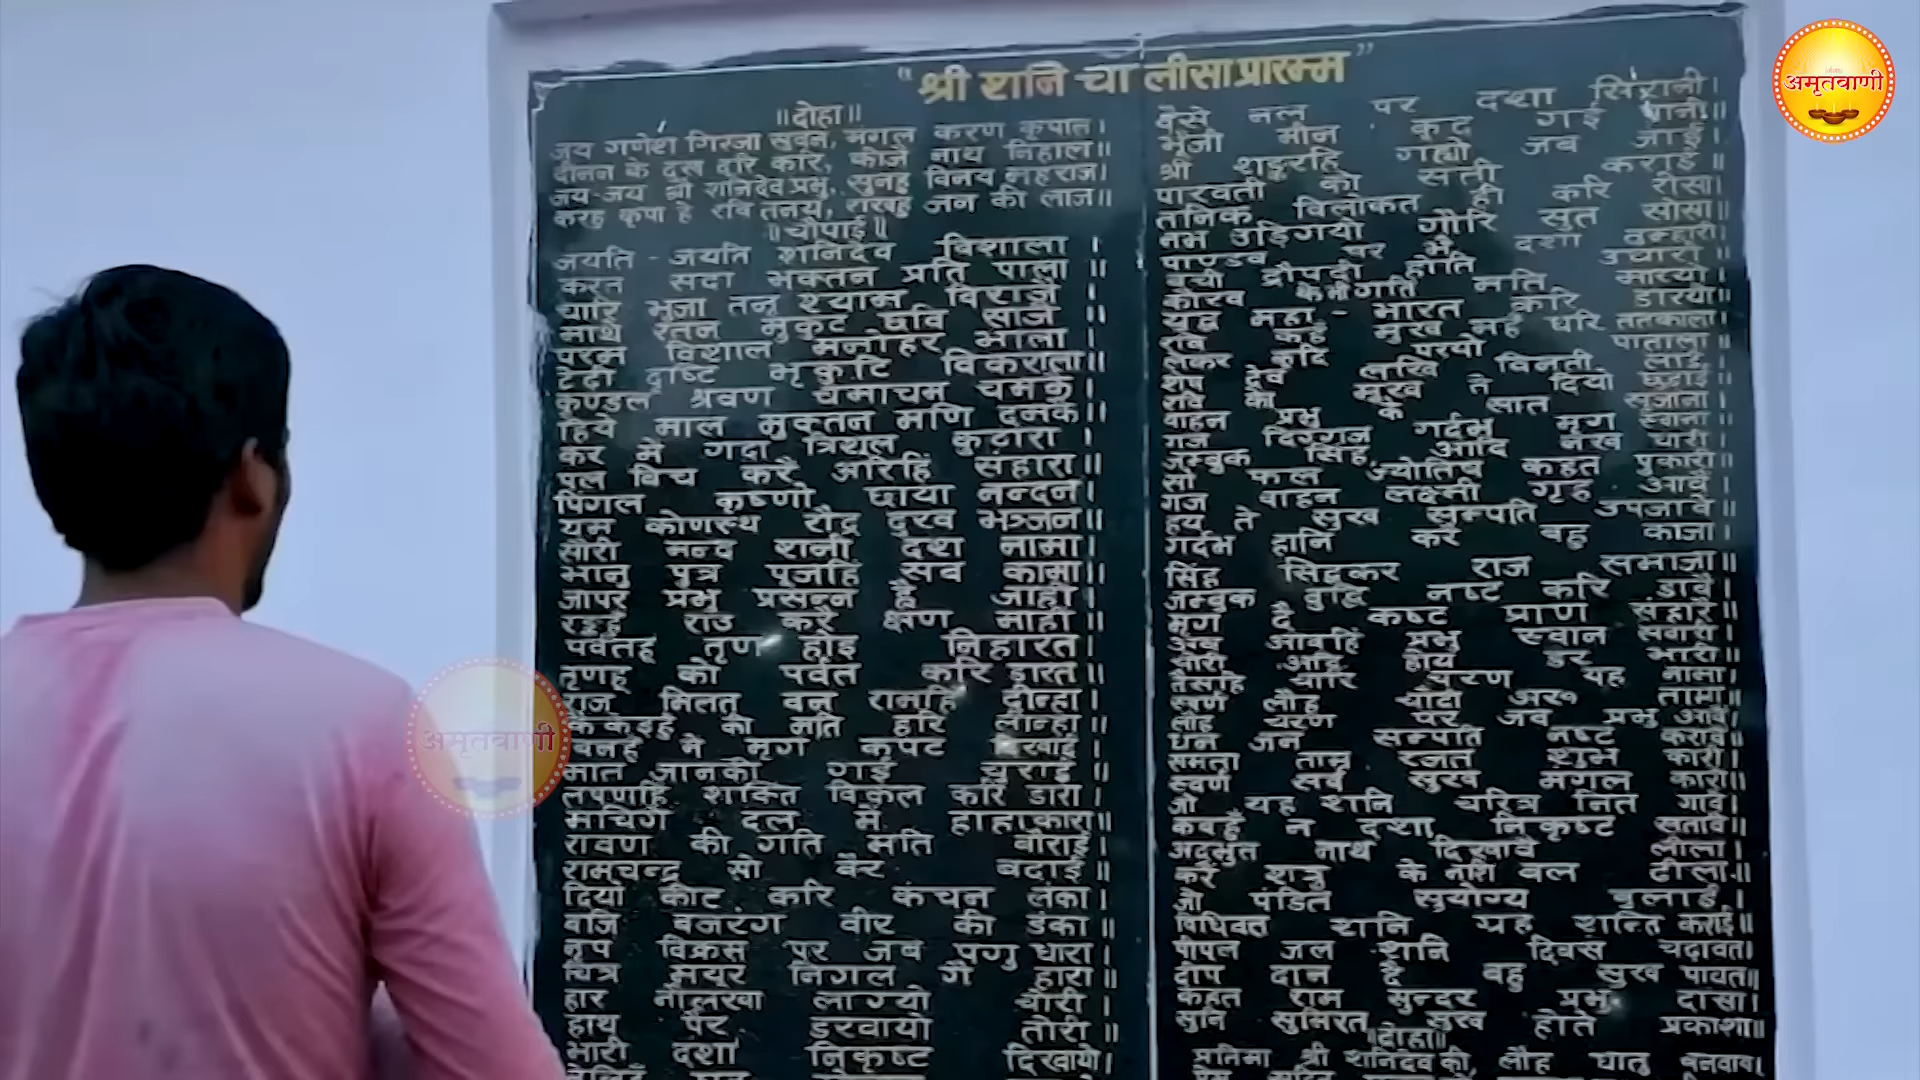 "श्री शनि चालीसा प्रारम्भ"
अमृतवाणी
॥दोहा॥
जय गणेश गिरजा सुवन, मंगल करण कृपाल।
दीनन के दुख दूरि करि, कीजै नाथ निहाल॥
जय-जय श्री शनिदेव प्रभु, सुनहु विनय महराज।
करहु कृपा हे रवि तनय, राखहु जन की लाज॥
॥चौपाई॥
जयति - जयति शनिदेव विशाला ।
करत सदा भक्तन प्रति पाला ॥
चारि भुजा तनु श्याम विराजै ।
माथे रतन मुकुट छवि साजै ॥
परम विशाल मनोहर भाला ।
टेढ़ी दृष्टि भृकुटि विकराला॥
कुण्डल श्रवण चमाचम चमके ।
हिये माल मुक्तन मणि दमकै॥
कर में गदा त्रिशूल कुठारा ।
पल विच करै अरिहिं संहारा॥
पिंगल कृष्णो छाया नन्दन।
यम कोणस्थ रौद्र दुख भञ्जन॥
सौरी मन्द शनी दश नामा।
भानु पुत्र पूजहिं सब कामा॥
जापर प्रभु प्रसन्न है जाही।
राउ करै क्षण माही॥
पर्वतहू तृण होइ निहारत।
तृणहू को पर्वत करि डारत॥
राज मिलत बन रामहिं दीन्हा।
कैकेइहुं की मति हरि लीन्हा॥
बनहूं में मृग कपट
मात जानकी गई चुराई॥
लषणहिं शक्ति विकल करि डारा।
मचिगे दल में हाहाकारा॥
रावण की गति मति बौराई।
रामचन्द्र सो बैर बढाई॥
दियो कीट करि कंचन लंका।
बजि बजरंग वीर की डंका॥
नृप विक्रम पर जब पगु धारा।
चित्र मयूर निगल गै हारा॥
हार नौलखा लाग्यो चोरी।
हाथ पैर डरवायो तोरी॥
भारी दशा निकृष्ट दिखायो।
वैसे नल पर दशा सिरानी।
भूंजी मीन कूद गई पानी॥
श्री शङ्करहि गह्यो जब जाई।
पारवती को सती कराई॥
तनिक विलोकत ही करि रीसा।
नभ उड़िगयो गौरि सुत सीसा॥
पाण्डव पर भै दशा तुम्हारी।
बची द्रौपदी होति उघारी॥
कौरव के भी गति मति मारयो।
युद्ध महा - भारत करि डारयो॥
रवि कहँ मुख महँ धरि ततकाला।
लेकर कूदि परयो पाताला॥
शेष देव लखि विनती लाई।
रवि को मुख ते दियो छुड़ाई॥
वाहन प्रभु के सात सुजाना।
गज दिग्गज गर्दभ मृग स्वाना॥
जम्बुक सिंह आदि नख धारी।
सो फल ज्योतिष कहत पुकारी॥
गज वाहन लक्ष्मी गृह आवै।
हय ते सुख सम्पति उपजावै॥
गर्दभ हानि करै बहु काजा।
सिंह सिद्धकर राज समाजा॥
जम्बुक बुद्धि नष्ट करि डारै।
मृग दे कष्ट प्राण संहारै॥
जब आवहिं प्रभु स्वान सवारी।
चोरी आदि होय डर भारी॥
तैसहि चारि चरण यह नामा।
स्वर्ण लौह चाँदी अरु तामा॥
लौह चरण पर जब प्रभु आवै।
धन जन सम्पति नष्ट करावै॥
समता ताम्र रजत शुभ कारी।
स्वर्ण सर्व सुख मंगल कारी॥
जो यह शनि चरित्र नित गावै।
कबहुँ न दशा निकृष्ट सतावै॥
अद्भुत नाथ दिखावै लीला।
करै शत्रु के नशि बल ढीला॥
जो पंडित सुयोग्य बुलाई।
विधिवत शनि ग्रह शान्ति कराई॥
पीपल जल शनि दिवस चढ़ावत।
दीप दान दै बहु सुख पावत॥
कहत राम सुन्दर प्रभु दासा।
सुनि सुमिरत सुख होत प्रकाशा॥
॥दोहा॥
प्रतिमा श्री शनिदेव की, लौह धातु बनवाय।
अमृतवाणी